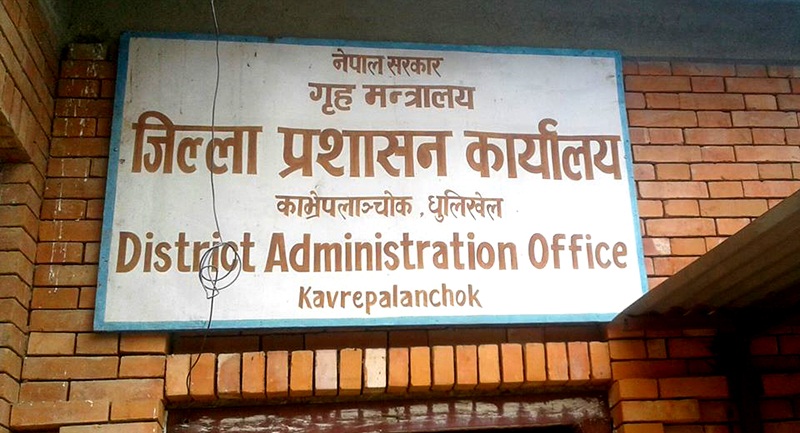 नेपाल सरकार
गृह मन्त्रालय
जिल्ला प्रशासन कार्यालय
काभ्रेपलाञ्चोक , धुलिखेल
District Administration Office
Kavrepalanchok